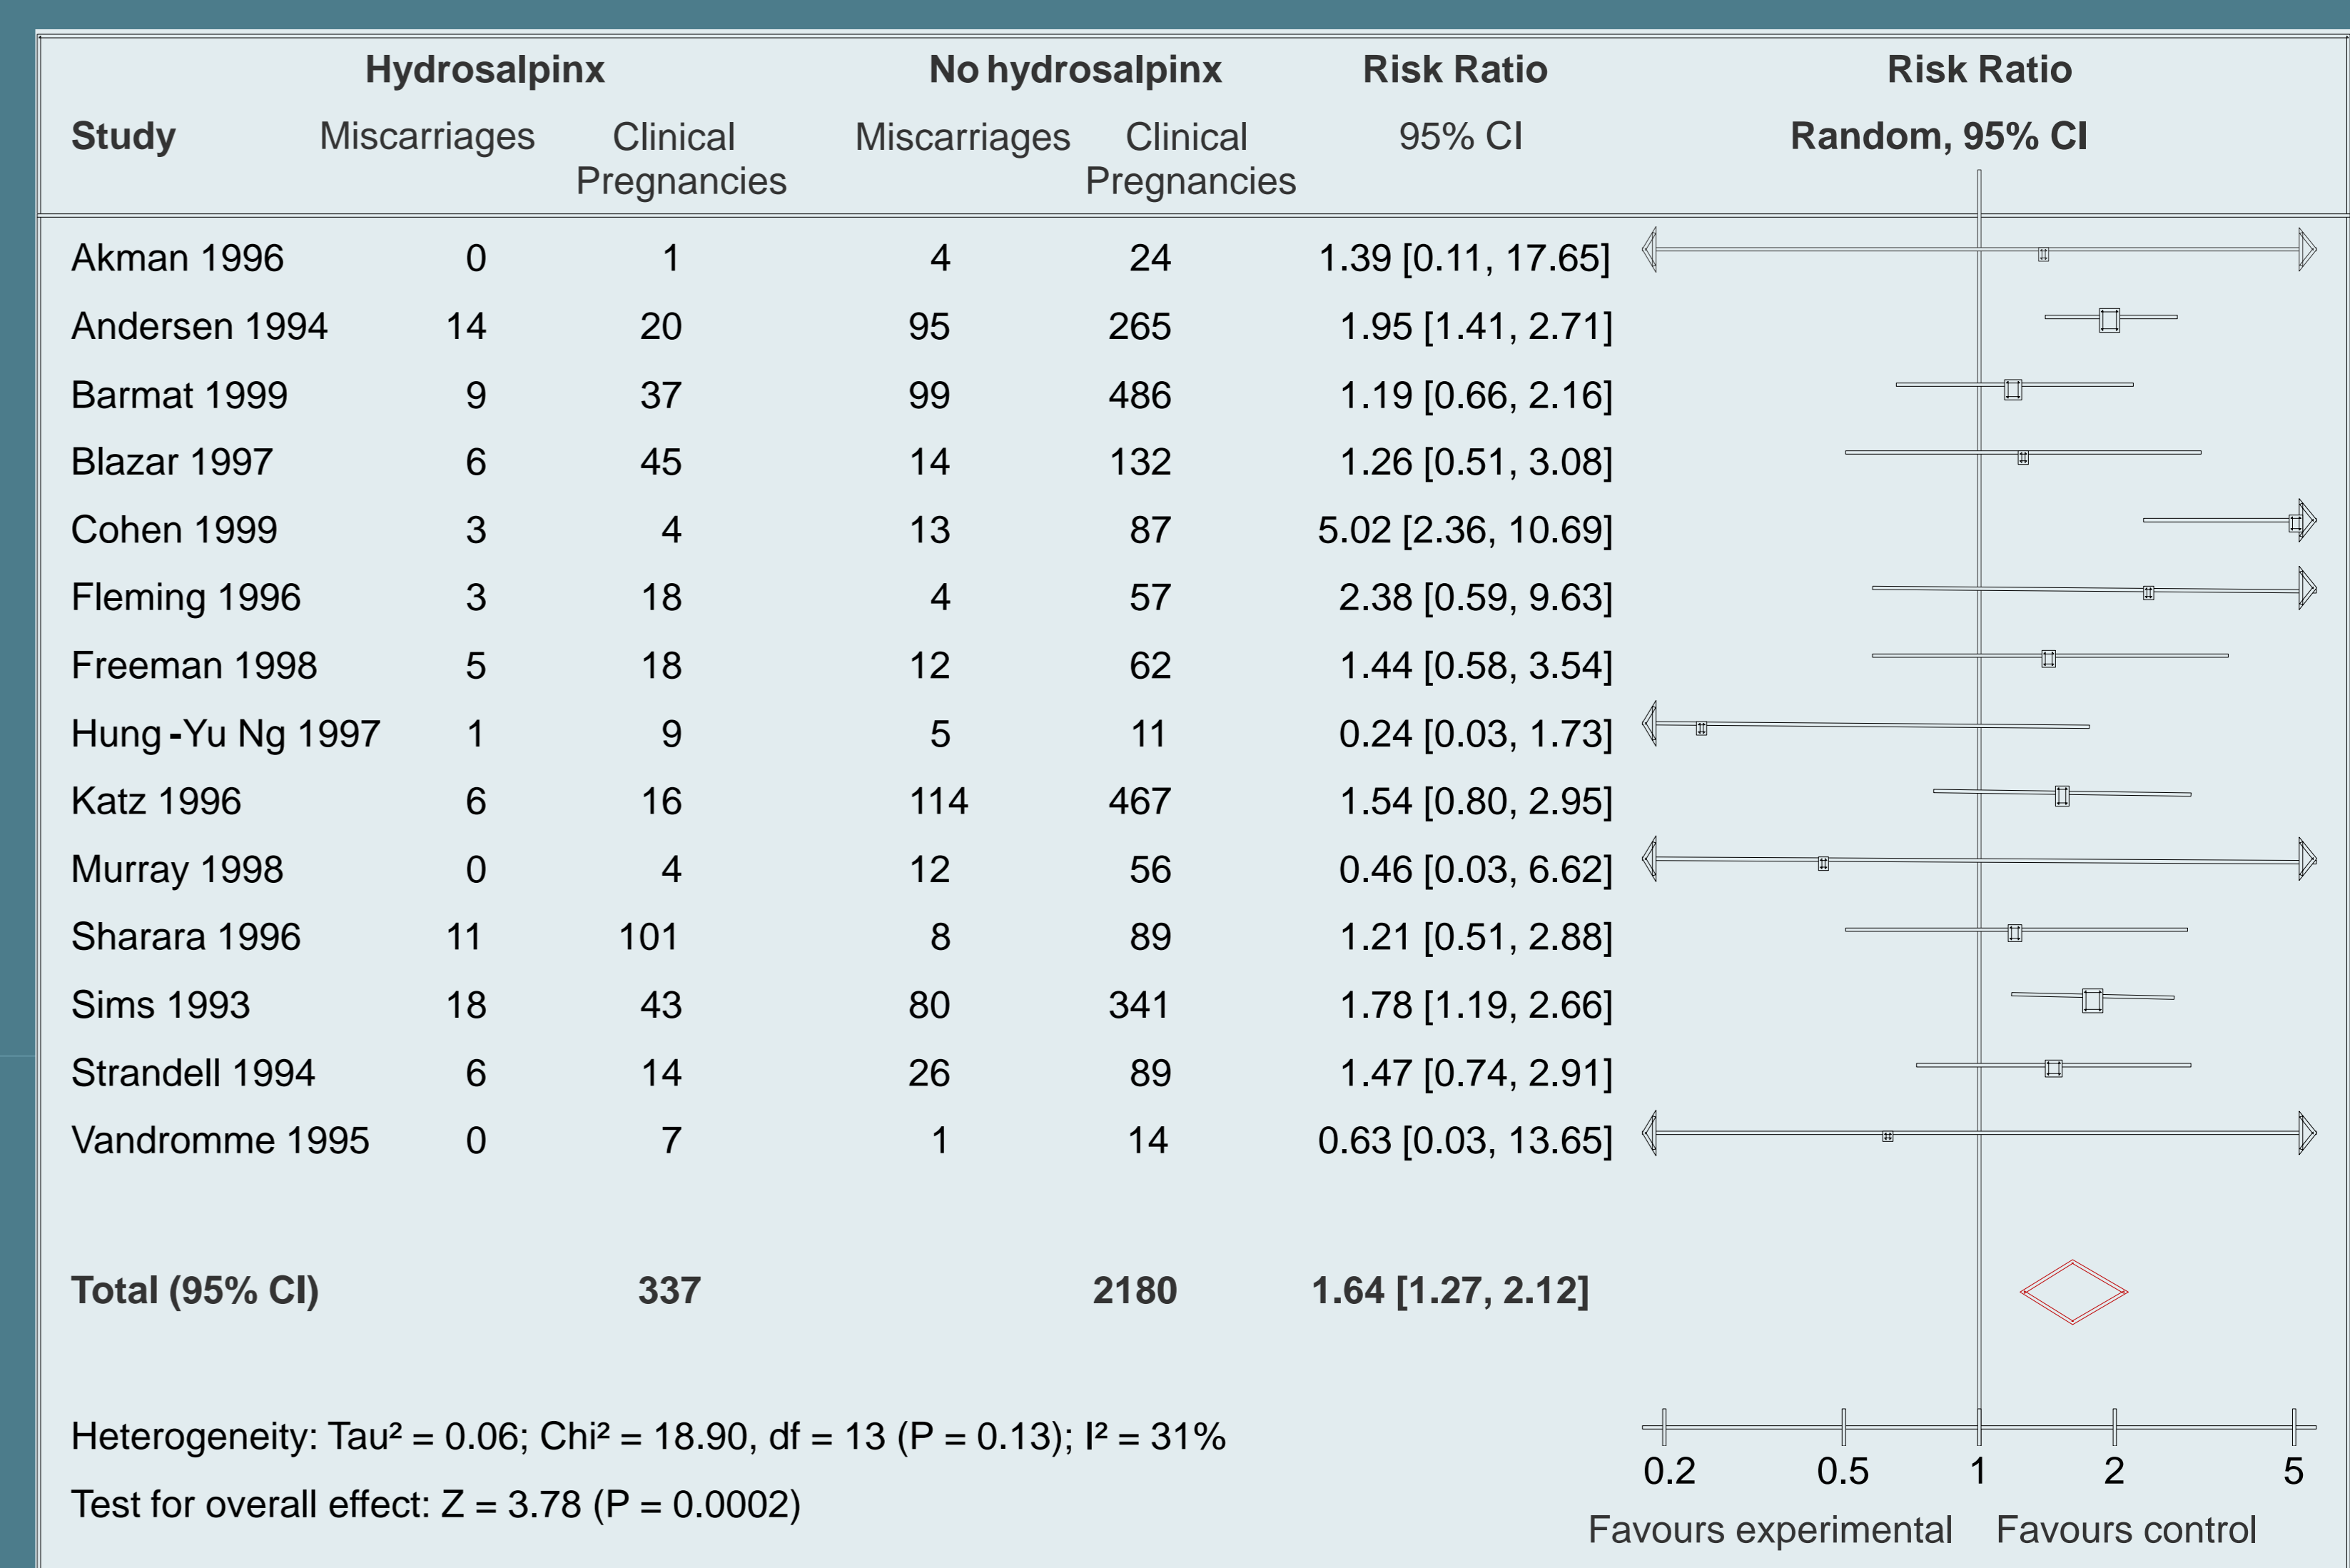 Hydrosalpinx No hydrosalpinx Risk Ratio Risk Ratio
Study Miscarriages Clinical Pregnancies Miscarriages Clinical Pregnancies 95% CI Random, 95% CI
Akman 1996 0 1 4 24 1.39 [0.11, 17.65]
Andersen 1994 14 20 95 265 1.95 [1.41, 2.71]
Barmat 1999 9 37 99 486 1.19 [0.66, 2.16]
Blazar 1997 6 45 14 132 1.26 [0.51, 3.08]
Cohen 1999 3 4 13 87 5.02 [2.36, 10.69]
Fleming 1996 3 18 4 57 2.38 [0.59, 9.63]
Freeman 1998 5 18 12 62 1.44 [0.58, 3.54]
Hung-Yu Ng 1997 1 9 5 11 0.24 [0.03, 1.73]
Katz 1996 6 16 114 467 1.54 [0.80, 2.95]
Murray 1998 0 4 12 56 0.46 [0.03, 6.62]
Sharara 1996 11 101 8 89 1.21 [0.51, 2.88]
Sims 1993 18 43 80 341 1.78 [1.19, 2.66]
Strandell 1994 6 14 26 89 1.47 [0.74, 2.91]
Vandromme 1995 0 7 1 14 0.63 [0.03, 13.65]
Total (95% CI) 337 2180 1.64 [1.27, 2.12]
Heterogeneity: Tau² = 0.06; Chi² = 18.90, df = 13 (P = 0.13); I² = 31%
0.2 0.5 1 2 5
Test for overall effect: Z = 3.78 (P = 0.0002)
Favours experimental Favours control